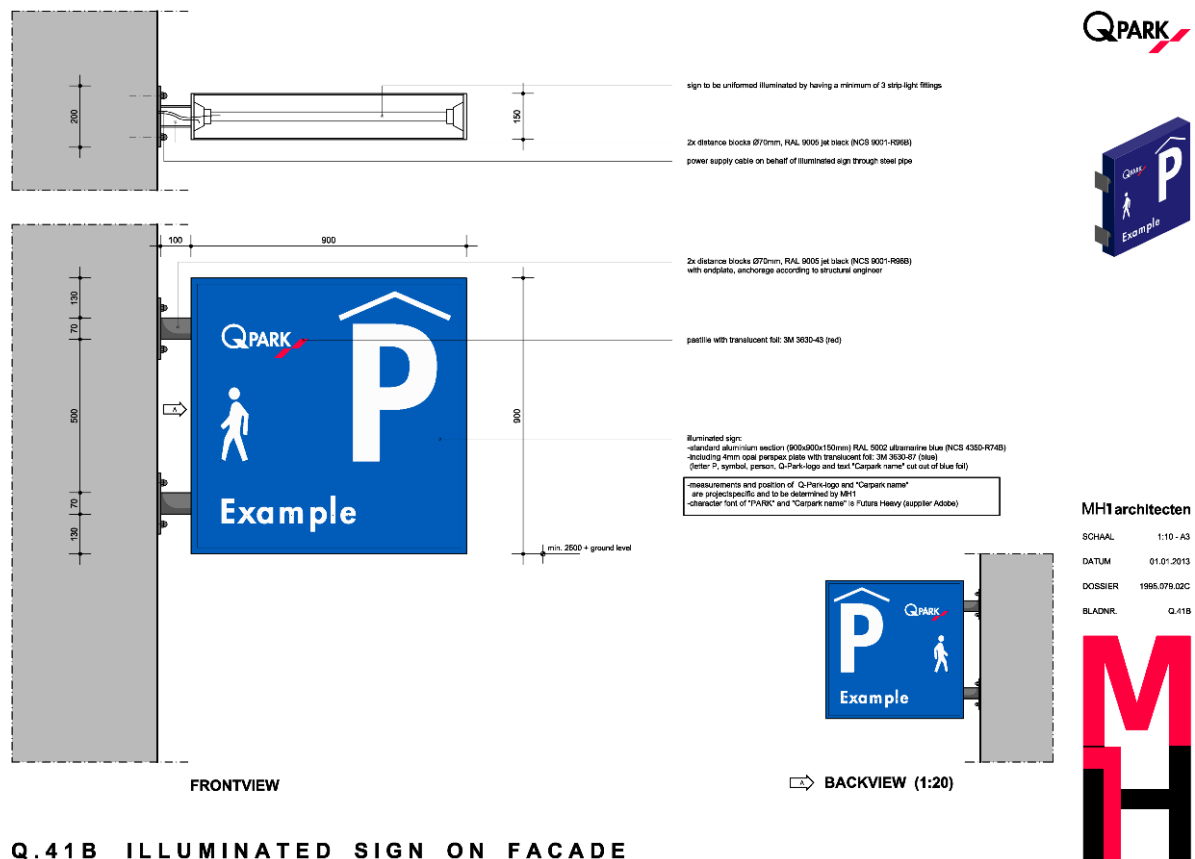 QPARK
sign to be uniformed illuminated by having a minimum of 3 strip-light fittings
200
150
2x distance blocks Ø70mm, RAL 9005 jet black (NCS 9001-R98B)
power supply cable on behalf of illuminated sign through steel pipe
QPARK
P
Example
100
900
2x distance blocks Ø70mm, RAL 9005 jet black (NCS 9001-R98B)
with endplate, anchorage according to structural engineer
130
70
500
70
130
QPARK
P
Example
A
900
pastille with translucent foil: 3M 3630-43 (red)
illuminated sign:
-standard aluminium section (900x900x150mm) RAL 5002 ultramarine blue (NCS 4350-R74B)
-including 4mm opal perspex plate with translucent foil: 3M 3630-87 (blue)
(letter P, symbol, person, Q-Park-logo and text "Carpark name" cut out of blue foil)
-measurements and position of Q-Park-logo and "Carpark name"
are projectspecific and to be determined by MH1
-character font of "PARK" and "Carpark name" is Futura Heavy (supplier Adobe)
min. 2500 + ground level
MH1 architecten
SCHAAL 1:10 - A3
DATUM 01.01.2013
DOSSIER 1995.079.02C
BLADNR. Q.41B
P
QPARK
Example
FRONTVIEW
A BACKVIEW (1:20)
MH
Q.41B ILLUMINATED SIGN ON FACADE